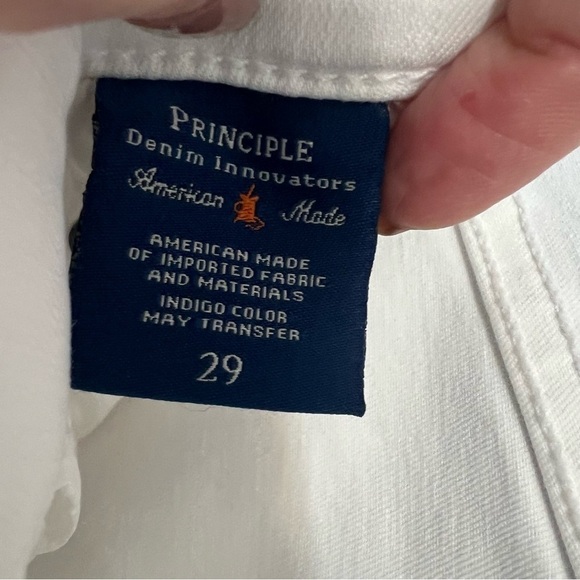 PRINCIPLE
Denim Innovators
American Made
AMERICAN MADE
OF IMPORTED FABRIC
AND MATERIALS
INDIGO COLOR
MAY TRANSFER
29